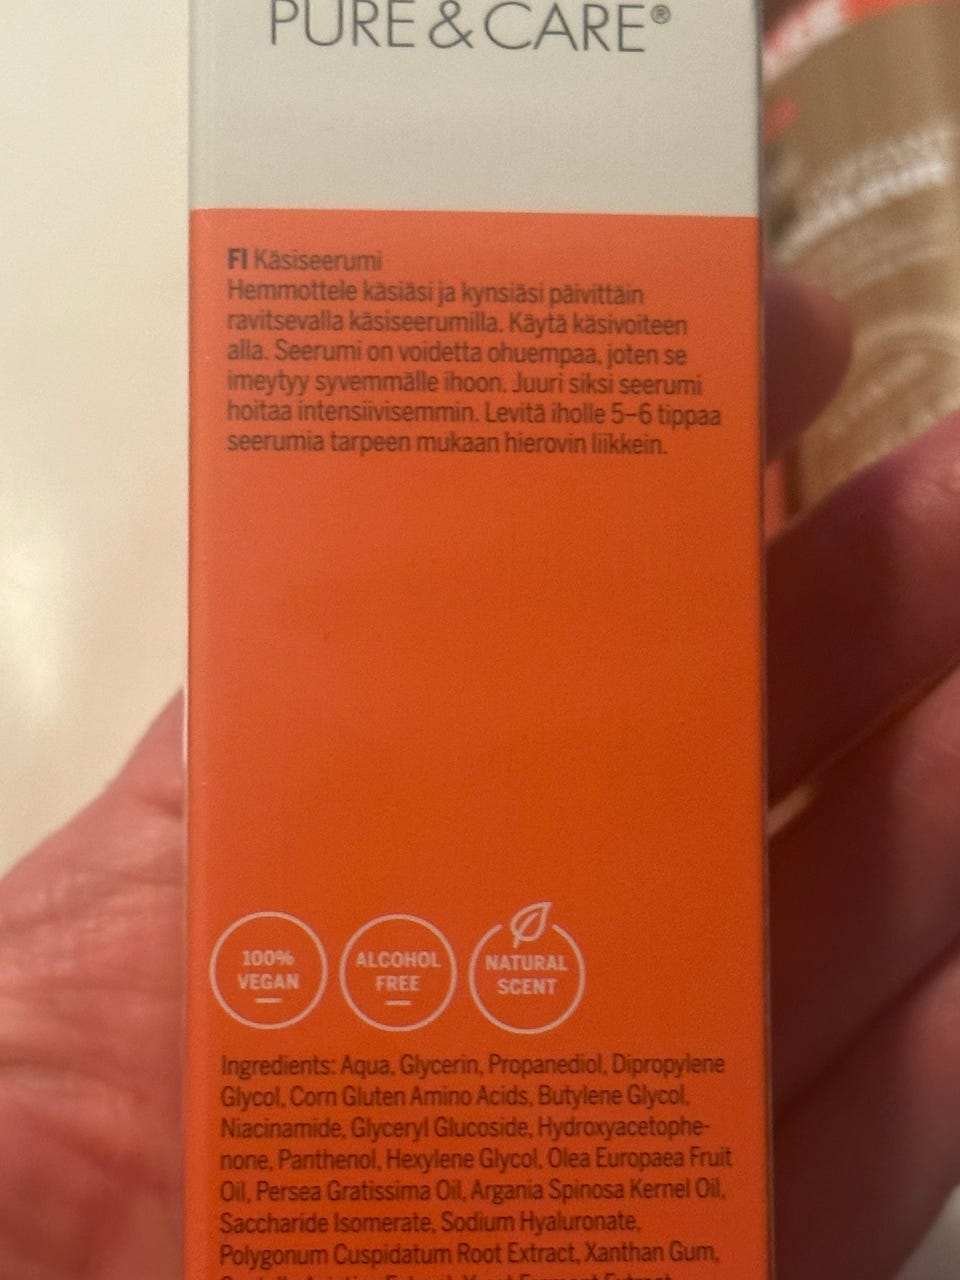 PURE & CARE®
FI Käsiseerumi
Hemmottele käsiäsi ja kynsiäsi päivittäin
ravitsevalla käsiseerumilla. Käytä käsivoiteen
alla. Seerumi on voidetta ohuempaa, joten se
imeytyy syvemmälle ihoon. Juuri siksi seerumi
hoitaa intensiivisemmin. Levitä iholle 5–6 tippaa
seerumia tarpeen mukaan hierovin liikkein.
100%
VEGAN
ALCOHOL
FREE
NATURAL
SCENT
Ingredients: Aqua, Glycerin, Propanediol, Dipropylene
Glycol, Corn Gluten Amino Acids, Butylene Glycol,
Niacinamide, Glyceryl Glucoside, Hydroxyacetophe-
none, Panthenol, Hexylene Glycol, Olea Europaea Fruit
Oil, Persea Gratissima Oil, Argania Spinosa Kernel Oil,
Saccharide Isomerate, Sodium Hyaluronate,
Polygonum Cuspidatum Root Extract, Xanthan Gum,